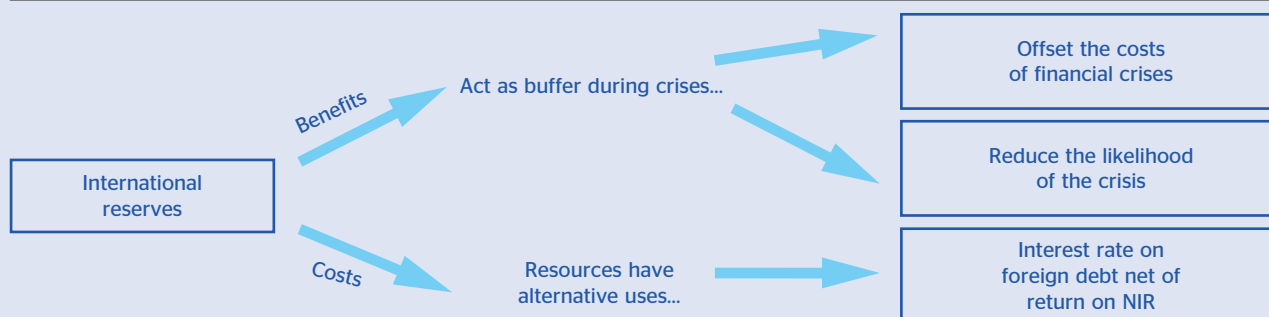 Benefits
Act as buffer during crises...
Offset the costs
of financial crises
Reduce the likelihood
of the crisis
International
reserves
Costs
Resources have
alternative uses...
Interest rate on
foreign debt net of
return on NIR